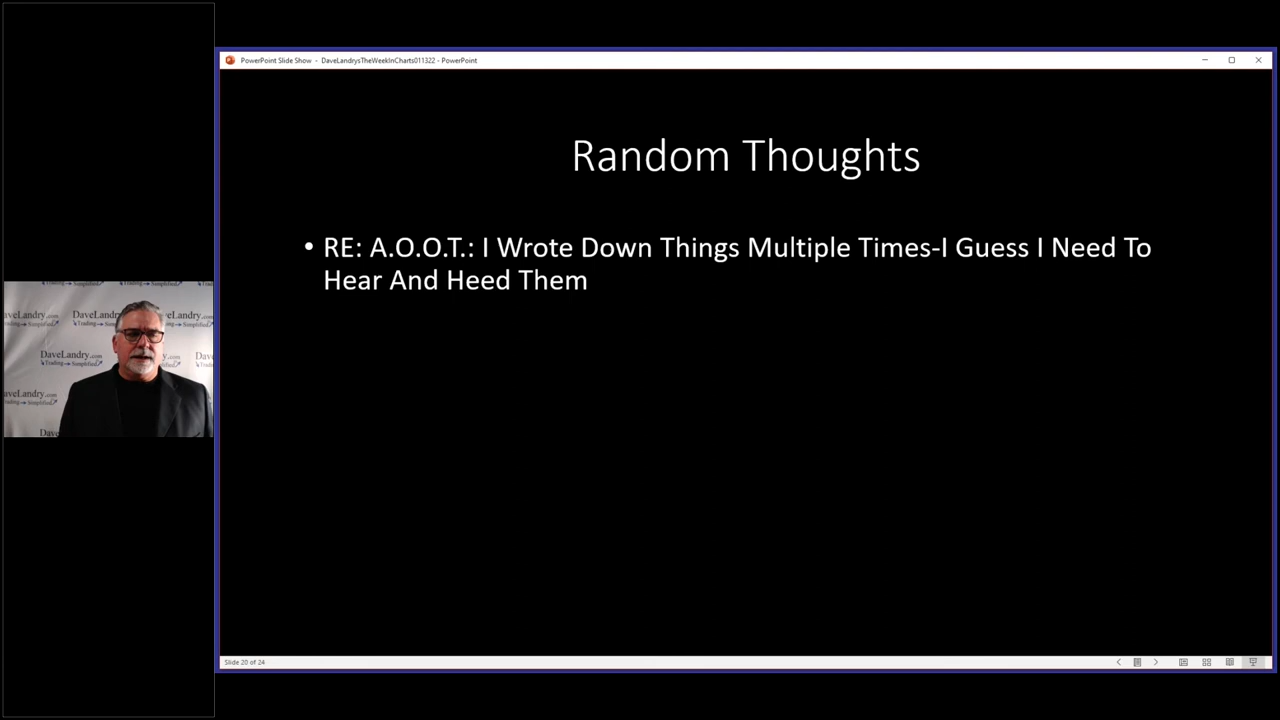 PowerPoint Slide Show - DaveLandrysTheWeekInCharts011322 - PowerPoint
Random Thoughts
• RE: A.O.O.T.: I Wrote Down Things Multiple Times-I Guess I Need To
Hear And Heed Them
DaveLandry.com
Trading Simplified
Slide 20 of 24